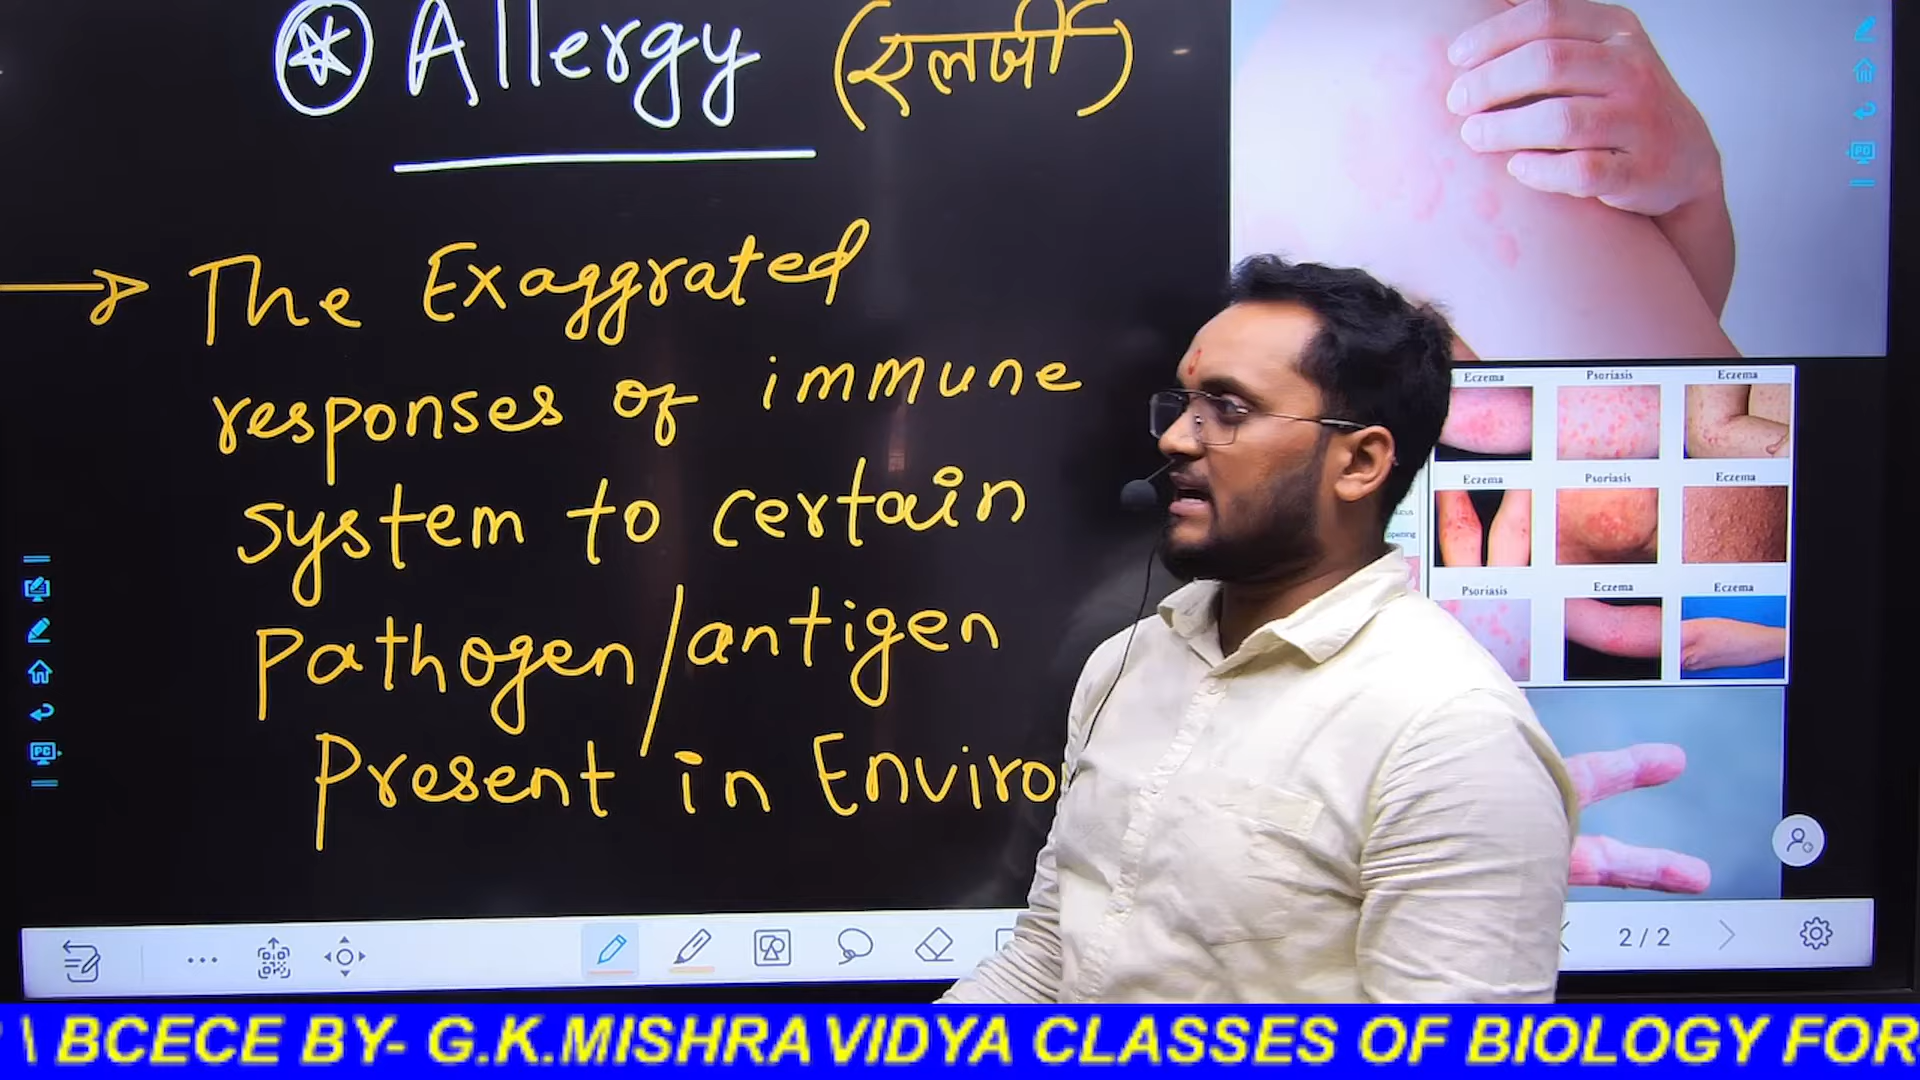 Allergy (एलर्जी)
The Exaggrated
responses of immune
system to certain
Pathogen/antigen
Present in Enviro
Eczema Psoriasis Eczema
Eczema Psoriasis Eczema
Psoriasis Eczema Eczema
2/2
\ BCECE BY- G.K.MISHRA VIDYA CLASSES OF BIOLOGY FOR